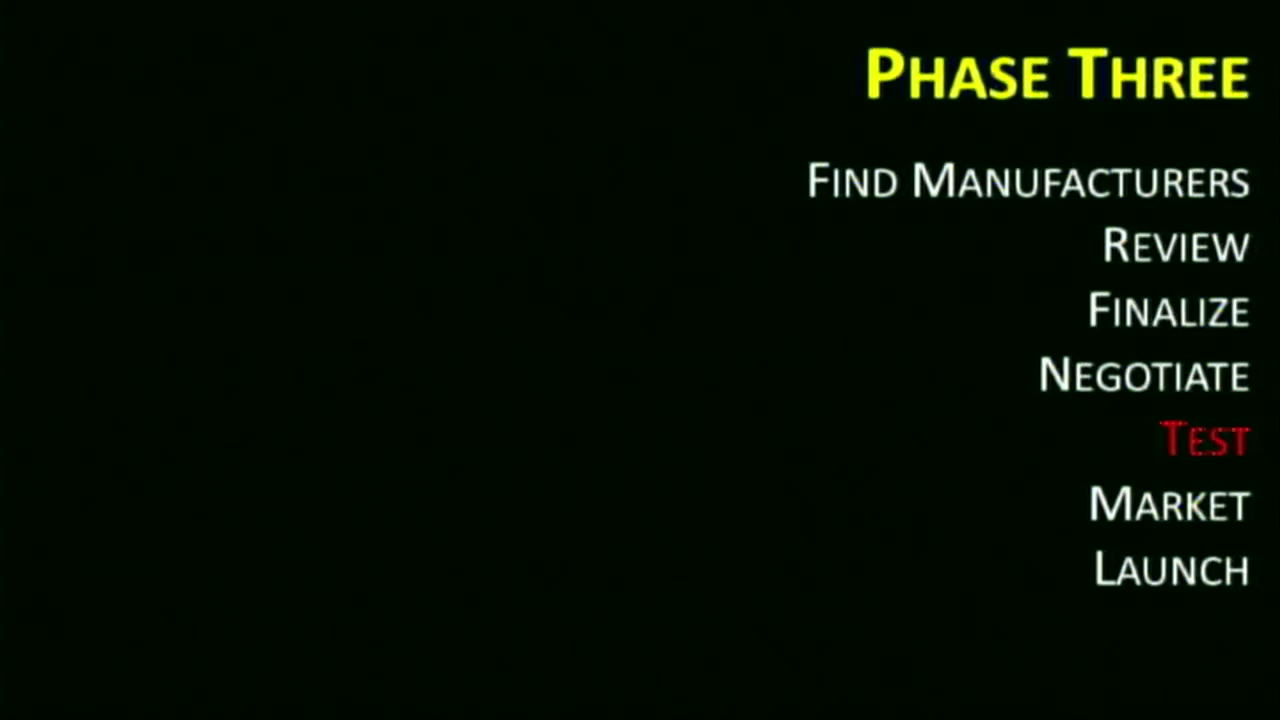 PHASE THREE
FIND MANUFACTURERS
REVIEW
FINALIZE
NEGOTIATE
TEST
MARKET
LAUNCH